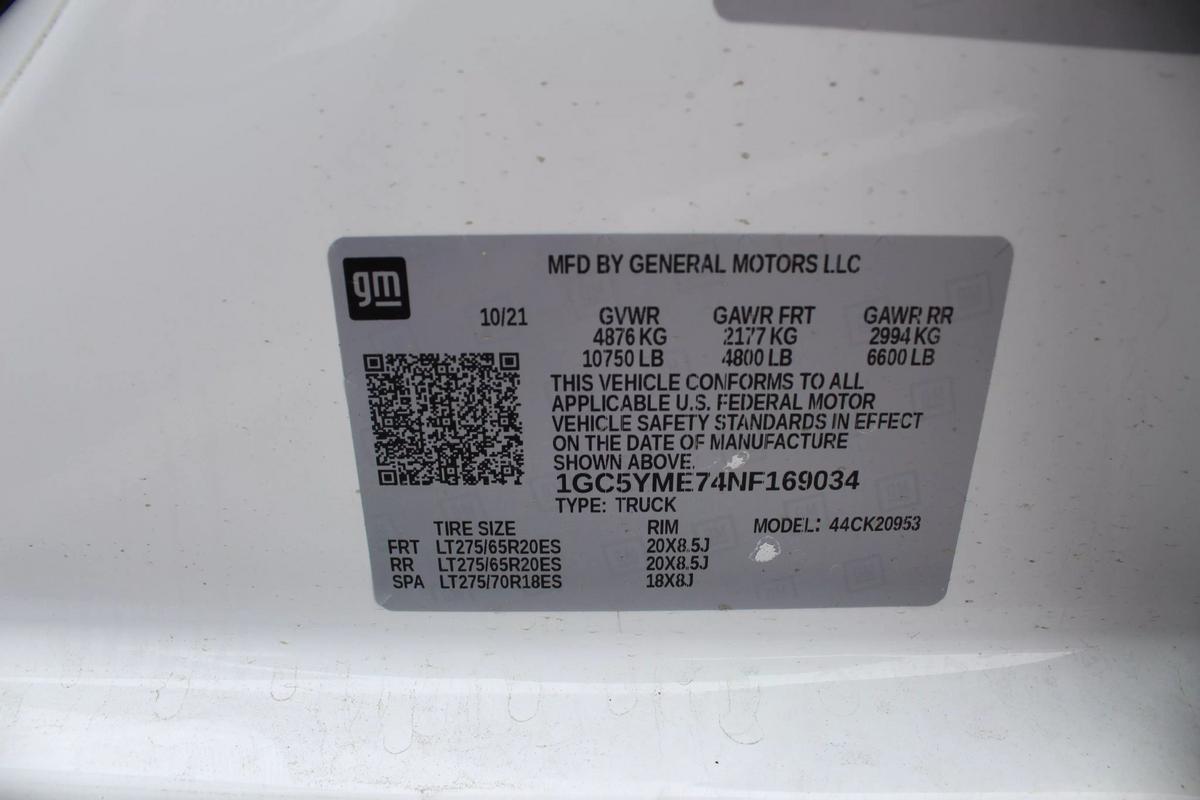 gm
MFD BY GENERAL MOTORS LLC
10/21 GVWR GAWR FRT GAWR RR
4876 KG 2177 KG 2994 KG
10750 LB 4800 LB 6600 LB
THIS VEHICLE CONFORMS TO ALL
APPLICABLE U.S. FEDERAL MOTOR
VEHICLE SAFETY STANDARDS IN EFFECT
ON THE DATE OF MANUFACTURE
SHOWN ABOVE.
1GC5YME74NF169034
TYPE: TRUCK
TIRE SIZE RIM MODEL: 44CK20953
FRT LT275/65R20ES 20X8.5J
RR LT275/65R20ES 20X8.5J
SPA LT275/70R18ES 18X8J